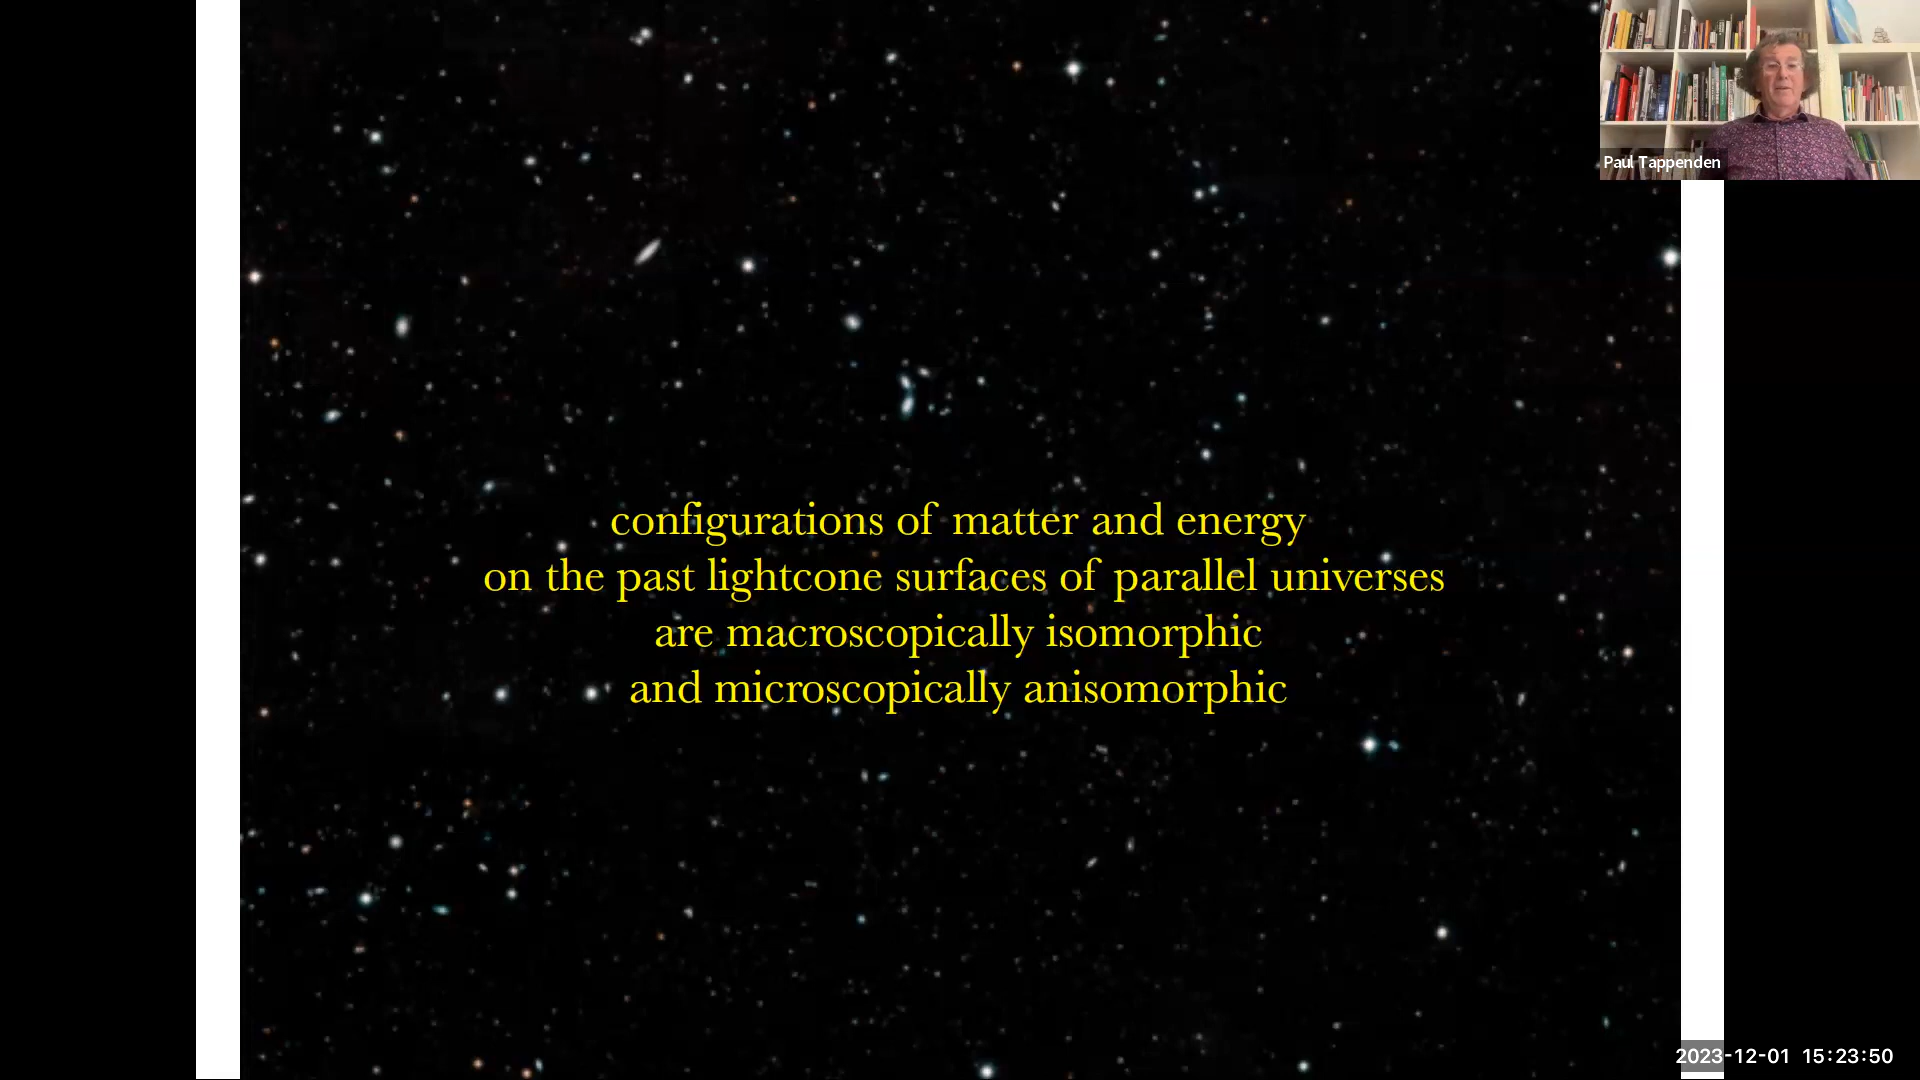 Paul Tappenden
configurations of matter and energy
on the past lightcone surfaces of parallel universes
are macroscopically isomorphic
and microscopically anisomorphic
2023-12-01 15:23:50